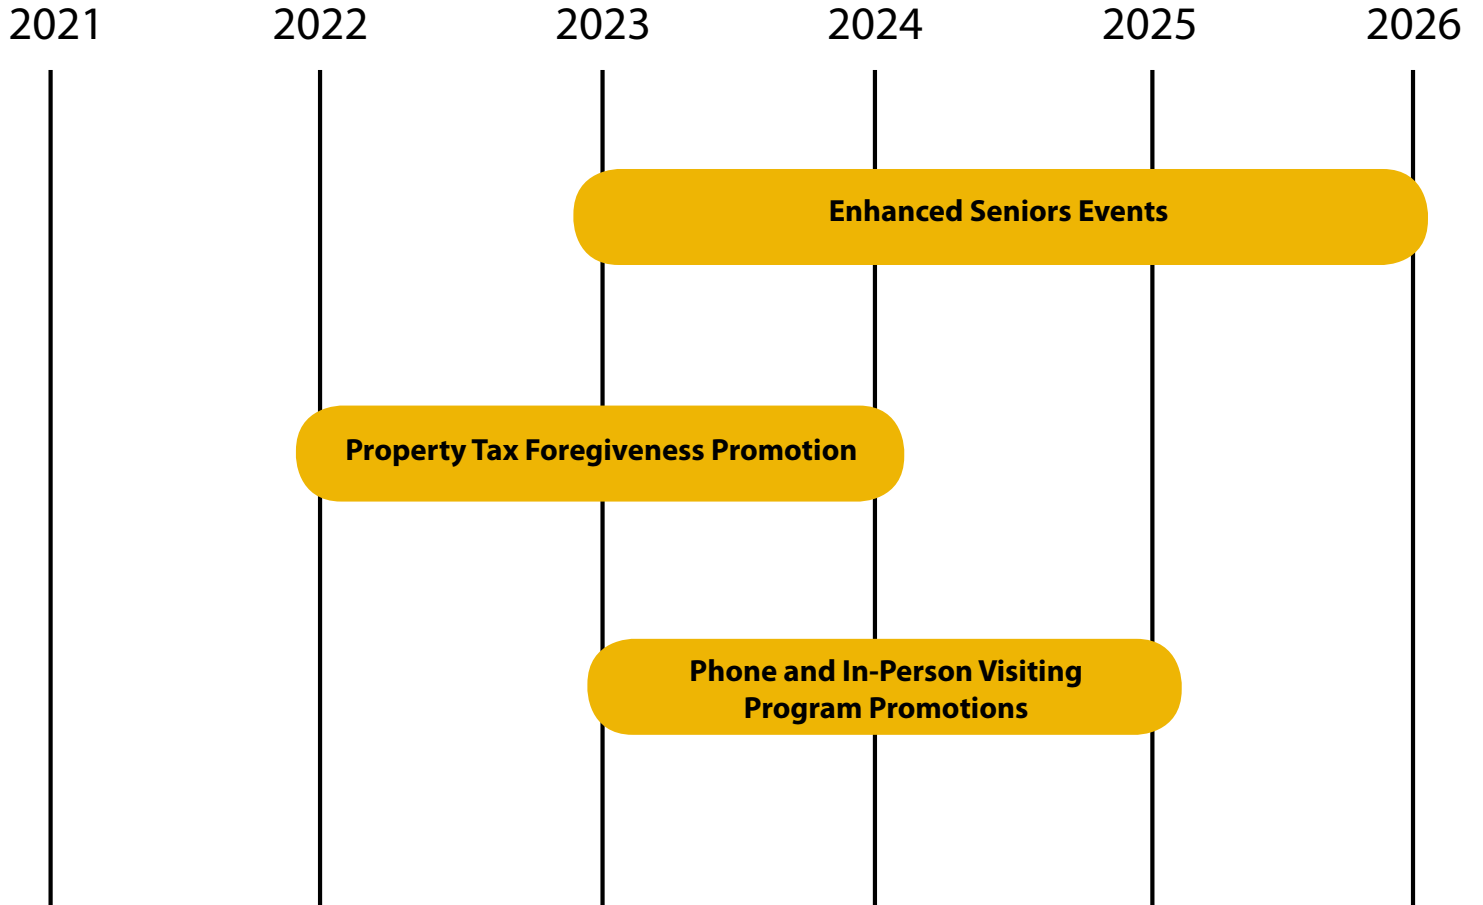 2021 2022 2023 2024 2025 2026
Enhanced Seniors Events
Property Tax Foregiveness Promotion
Phone and In-Person Visiting
Program Promotions